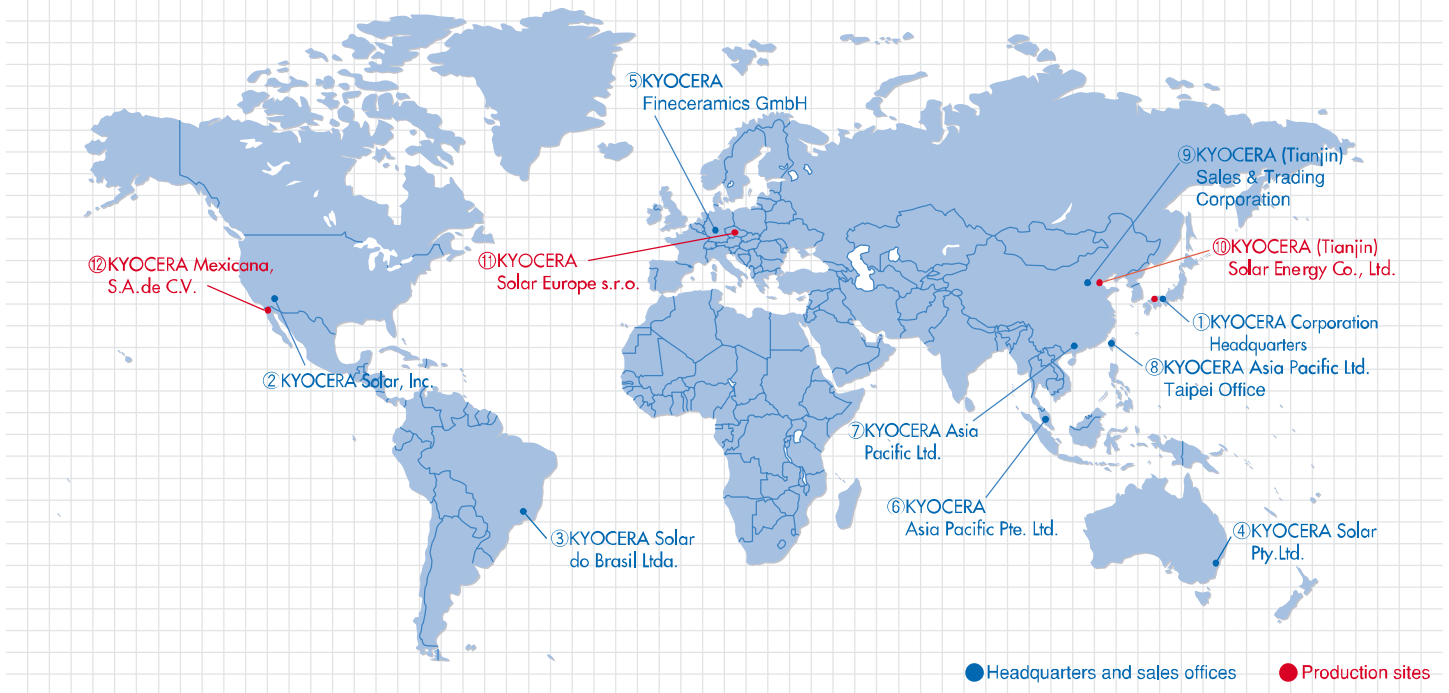 ⑤KYOCERA
Fineceramics GmbH
⑨KYOCERA (Tianjin)
Sales & Trading
Corporation
⑫KYOCERA Mexicana,
S.A.de C.V.
⑪KYOCERA
Solar Europe s.r.o.
⑩KYOCERA (Tianjin)
Solar Energy Co., Ltd.
①KYOCERA Corporation
Headquarters
② KYOCERA Solar, Inc.
⑧KYOCERA Asia Pacific Ltd.
Taipei Office
⑦KYOCERA Asia
Pacific Ltd.
⑥KYOCERA
Asia Pacific Pte. Ltd.
③KYOCERA Solar
do Brasil Ltda.
④KYOCERA Solar
Pty.Ltd.
Headquarters and sales offices
Production sites